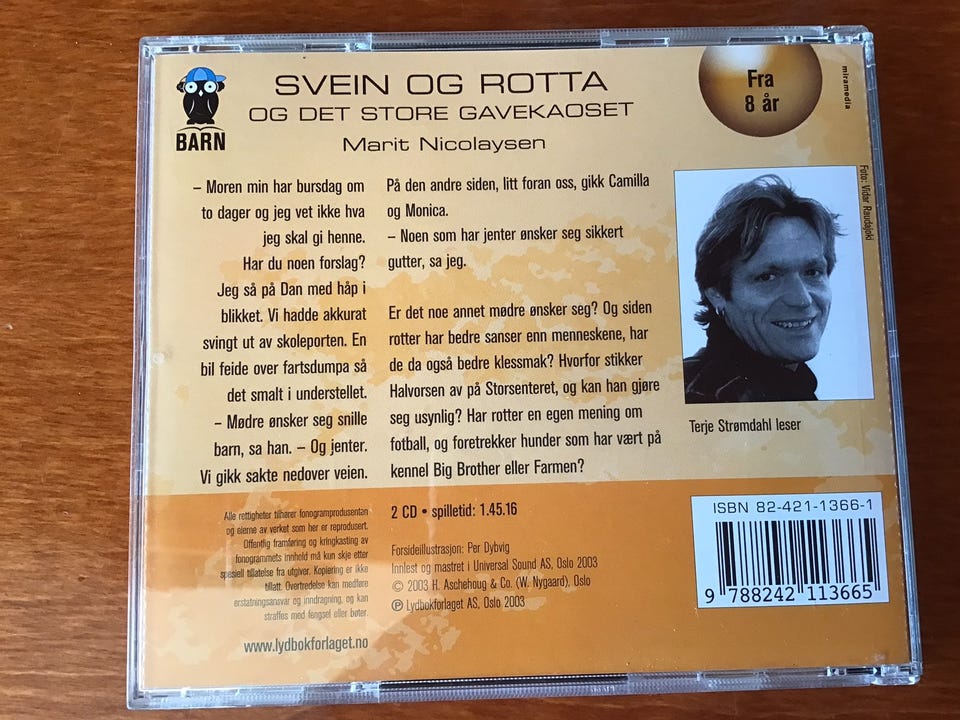 SVEIN OG ROTTA
OG DET STORE GAVEKAOSET
Marit Nicolaysen
BARN
Fra
8 år
miramedia
– Moren min har bursdag om
to dager og jeg vet ikke hva
jeg skal gi henne.
Har du noen forslag?
Jeg så på Dan med håp i
blikket. Vi hadde akkurat
svingt ut av skoleporten. En
bil feide over fartsdumpa så
det smalt i understellet.
– Mødre ønsker seg snille
barn, sa han. – Og jenter.
Vi gikk sakte nedover veien.
På den andre siden, litt foran oss, gikk Camilla
og Monica.
– Noen som har jenter ønsker seg sikkert
gutter, sa jeg.
Er det noe annet mødre ønsker seg? Og siden
rotter har bedre sanser enn menneskene, har
de da også bedre klessmak? Hvorfor stikker
Halvorsen av på Storsenteret, og kan han gjøre
seg usynlig? Har rotter en egen mening om
fotball, og foretrekker hunder som har vært på
kennel Big Brother eller Farmen?
Foto: Vidar Raudsjoki
Terje Strømdahl leser
Alle rettigheter tilhører fonogramprodusenten
og eierne av verket som her er reprodusert.
Offentlig framføring og kringkasting av
fonogrammets innhold må kun skje etter
spesiell tillatelse fra utgiver. Kopiering er ikke
tillatt. Overtredelse kan medføre
erstatningsansvar og inndragning, og kan
straffes med fengsel eller bøter.
www.lydbokforlaget.no
2 CD • spilletid: 1.45.16
Forsideillustrasjon: Per Dybvig
Innlest og mastret i Universal Sound AS, Oslo 2003
© 2003 H. Aschehoug & Co. (W. Nygaard), Oslo
℗ Lydbokforlaget AS, Oslo 2003
ISBN 82-421-1366-1
9 788242 113665